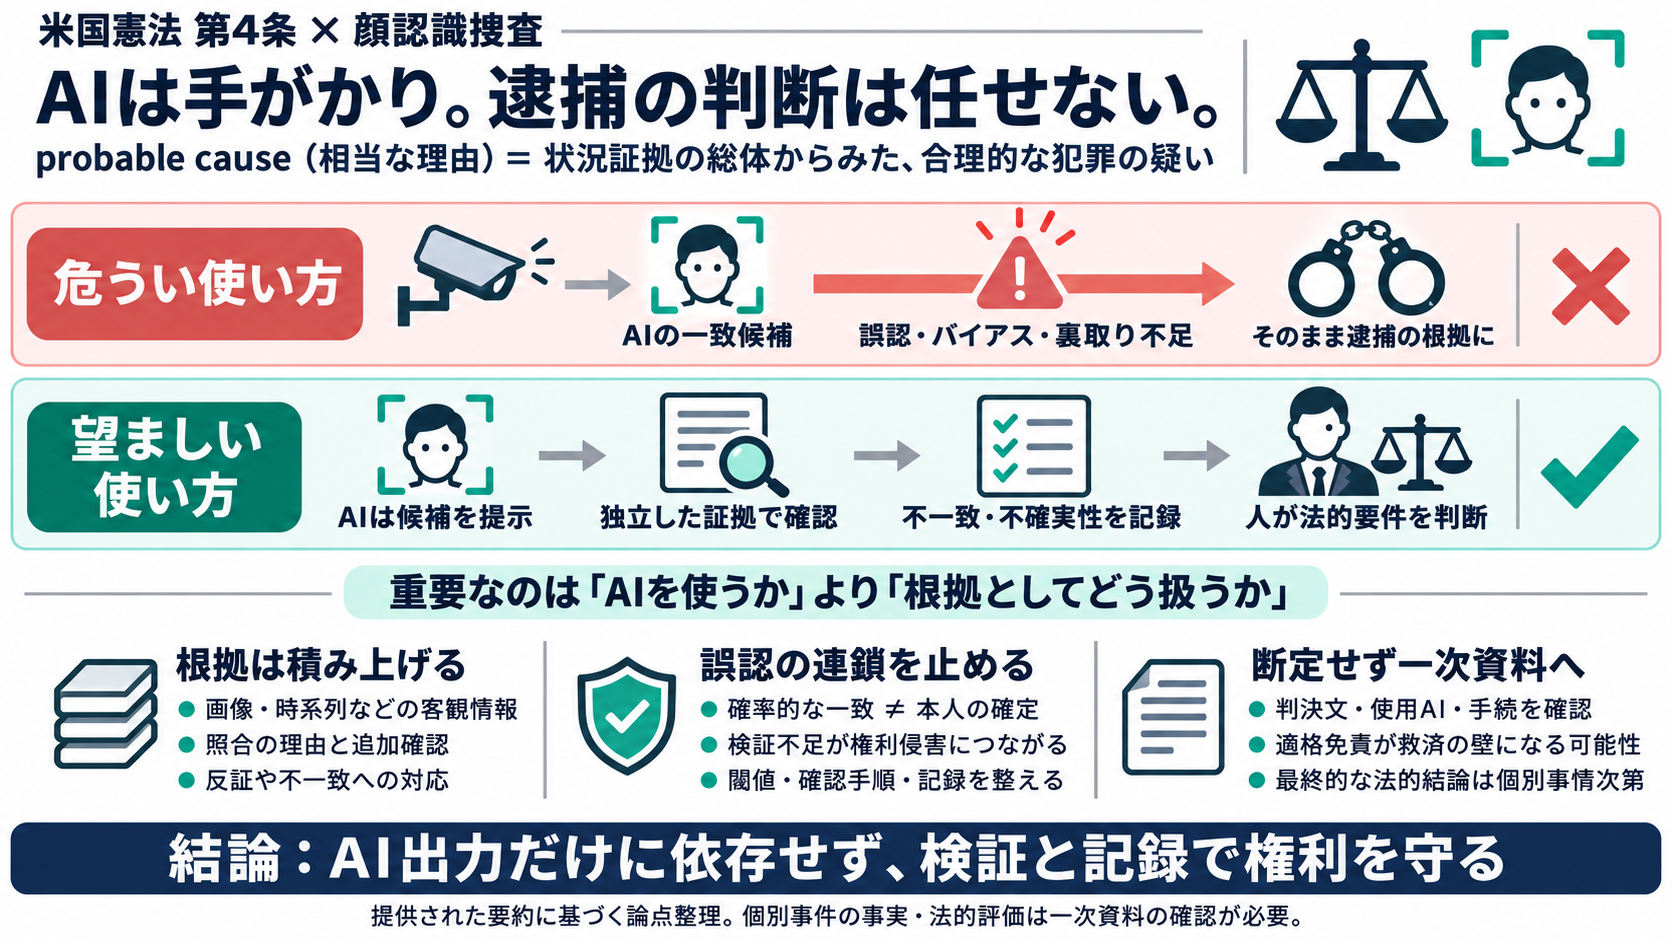 米国憲法 第4条 × 顔認識捜査
AIは手がかり。逮捕の判断は任せない。
probable cause（相当な理由）＝ 状況証拠の総体からみた、合理的な犯罪の疑い
危うい使い方
AIの一致候補
誤認・バイアス・裏取り不足
そのまま逮捕の根拠に
望ましい
使い方
AIは候補を提示
独立した証拠で確認
不一致・不確実性を記録
人が法的要件を判断
重要なのは「AIを使うか」より「根拠としてどう扱うか」
根拠は積み上げる
画像・時系列などの客観情報
照合の理由と追加確認
反証や不一致への対応
誤認の連鎖を止める
確率的な一致 ≠ 本人の確定
検証不足が権利侵害につながる
閾値・確認手順・記録を整える
断定せず一次資料へ
判決文・使用AI・手続を確認
適格免責が救済の壁になる可能性
最終的な法的結論は個別事情次第
結論：AI出力だけに依存せず、検証と記録で権利を守る
提供された要約に基づく論点整理。個別事件の事実・法的評価は一次資料の確認が必要。